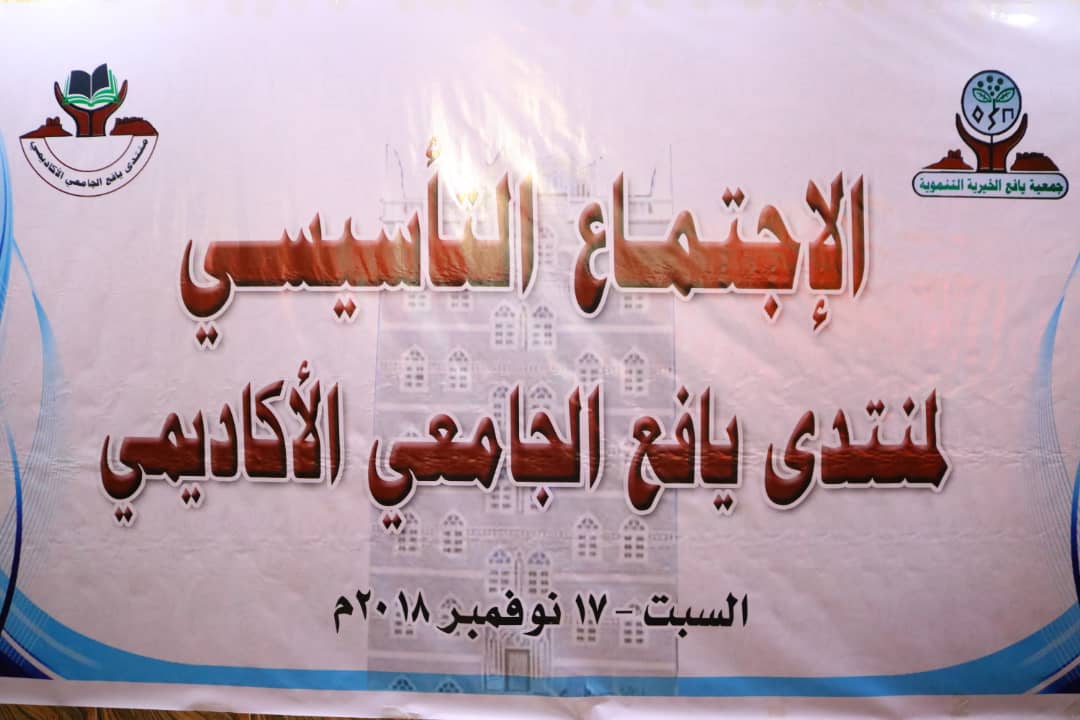 جمعية يافع الخيرية التنموية
منتدى يافع الجامعي الأكاديمي
الإجتماع التأسيسي
لمنتدى يافع الجامعي الأكاديمي
السبت - ١٧ نوفمبر ٢٠١٨م